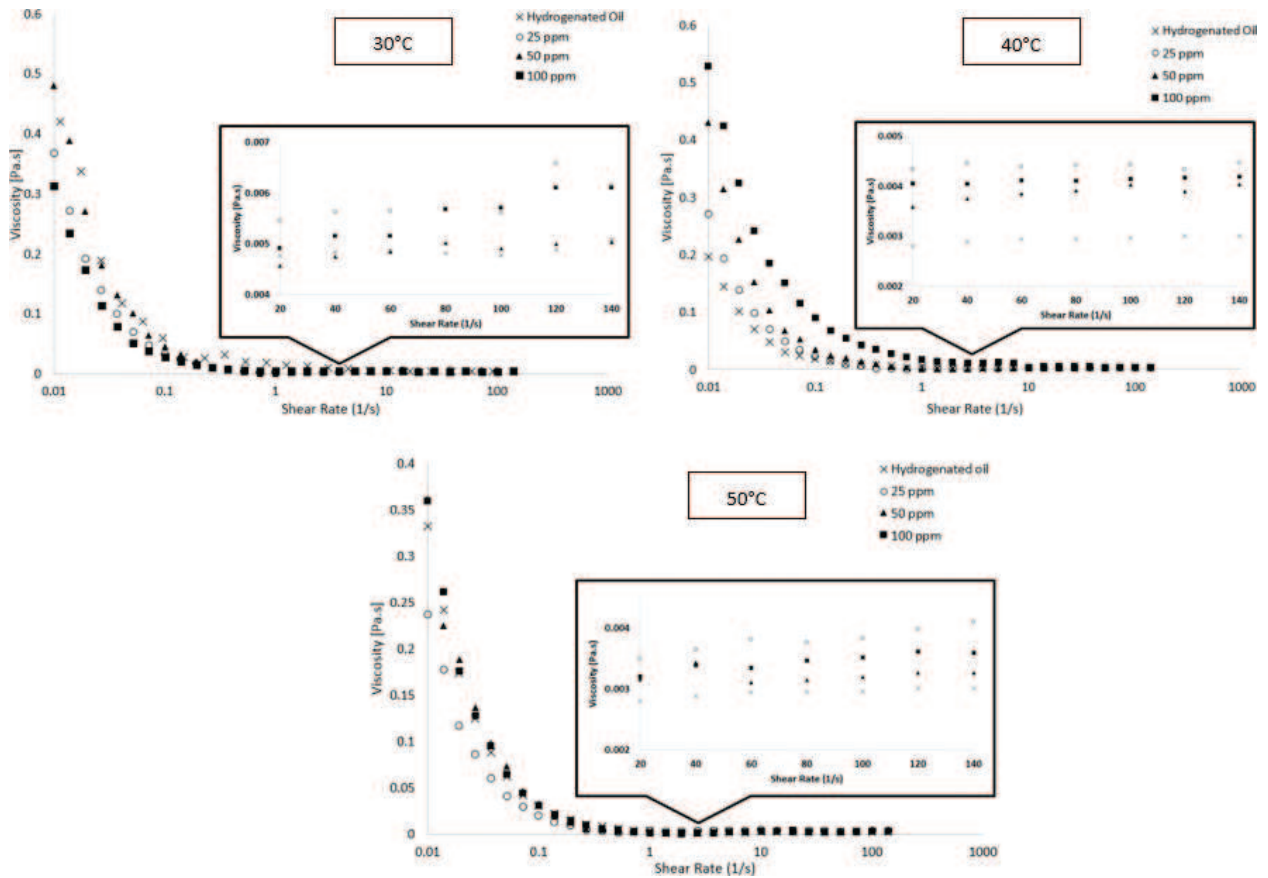 30°C
× Hydrogenated Oil
○ 25 ppm
▲ 50 ppm
■ 100 ppm
Viscosity [Pa.s]
0.6
0.5
0.4
0.3
0.2
0.1
0
0.01
0.1
1
10
100
1000
Shear Rate (1/s)
Viscosity [Pa.s]
0.007
0.006
0.005
0.004
20
40
60
80
100
120
140
Shear Rate (1/s)
40°C
× Hydrogenated Oil
○ 25 ppm
▲ 50 ppm
■ 100 ppm
Viscosity [Pa.s]
0.6
0.5
0.4
0.3
0.2
0.1
0
0.01
0.1
1
10
100
1000
Shear Rate (1/s)
Viscosity [Pa.s]
0.005
0.004
0.003
0.002
20
40
60
80
100
120
140
Shear Rate (1/s)
50°C
× Hydrogenated oil
○ 25 ppm
▲ 50 ppm
■ 100 ppm
Viscosity [Pa.s]
0.4
0.35
0.3
0.25
0.2
0.15
0.1
0.05
0
0.01
0.1
1
10
100
1000
Shear Rate (1/s)
Viscosity [Pa.s]
0.004
0.003
0.002
20
40
60
80
100
120
140
Shear Rate (1/s)